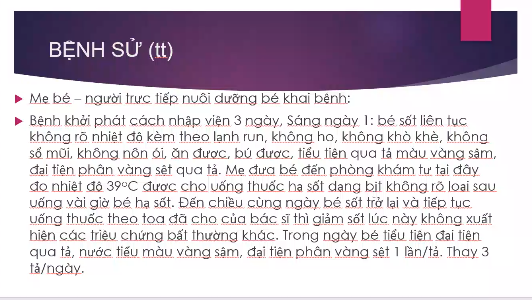 BỆNH SỬ (tt)
Mẹ bé – người trực tiếp nuôi dưỡng bé khai bệnh:
Bệnh khởi phát cách nhập viện 3 ngày, Sáng ngày 1: bé sốt liên tục
không rõ nhiệt độ kèm theo lạnh run, không ho, không khò khè, không
sổ mũi, không nôn ói, ăn được, bú được, tiểu tiện qua tả màu vàng sậm,
đại tiện phân vàng sệt qua tả. Mẹ đưa bé đến phòng khám tư tại đây
đo nhiệt độ 39°C được cho uống thuốc hạ sốt dạng bịt không rõ loại sau
uống vài giờ bé hạ sốt. Đến chiều cùng ngày bé sốt trở lại và tiếp tục
uống thuốc theo toa đã cho của bác sĩ thì giảm sốt lúc này không xuất
hiện các triệu chứng bất thường khác. Trong ngày bé tiểu tiện đại tiện
qua tả, nước tiểu màu vàng sậm, đại tiện phân vàng sệt 1 lần/tả. Thay 3
tả/ngày.